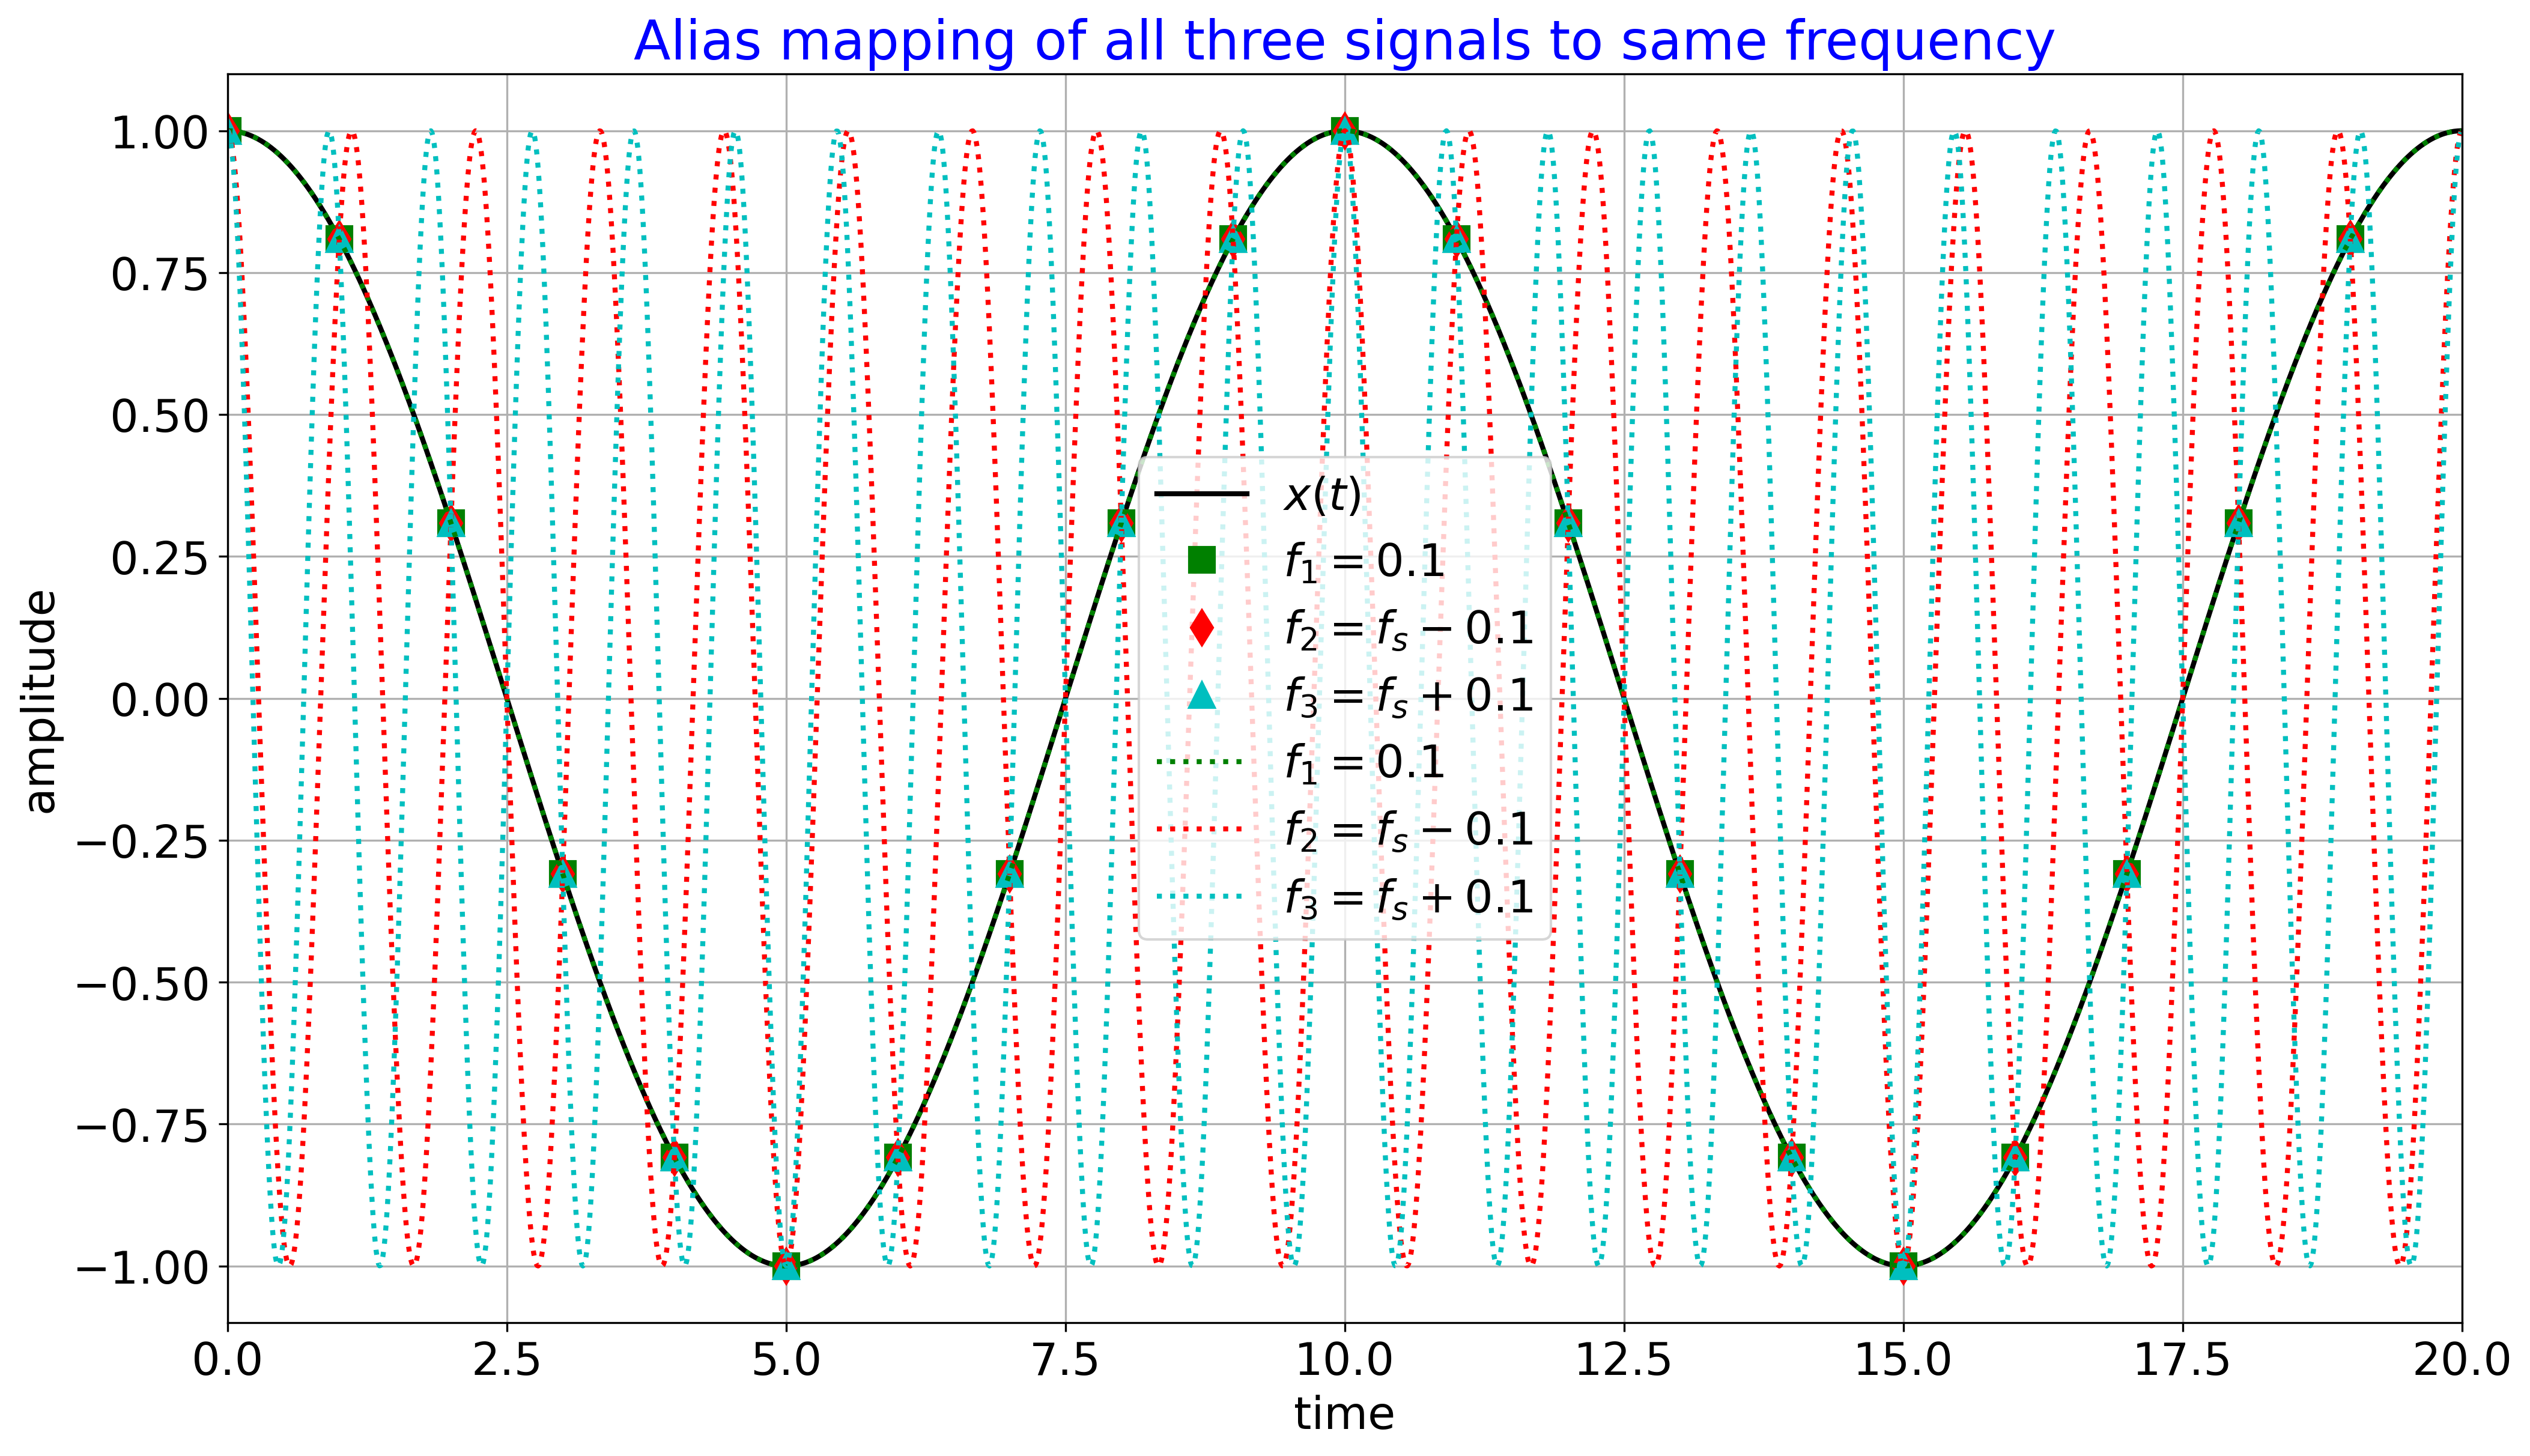 Alias mapping of all three signals to same frequency
1.00
0.75
0.50
0.25
0.00
−0.25
−0.50
−0.75
−1.00
amplitude
x(t)
f₁ = 0.1
f₂ = fₛ − 0.1
f₃ = fₛ + 0.1
f₁ = 0.1
f₂ = fₛ − 0.1
f₃ = fₛ + 0.1
0.0 2.5 5.0 7.5 10.0 12.5 15.0 17.5 20.0
time